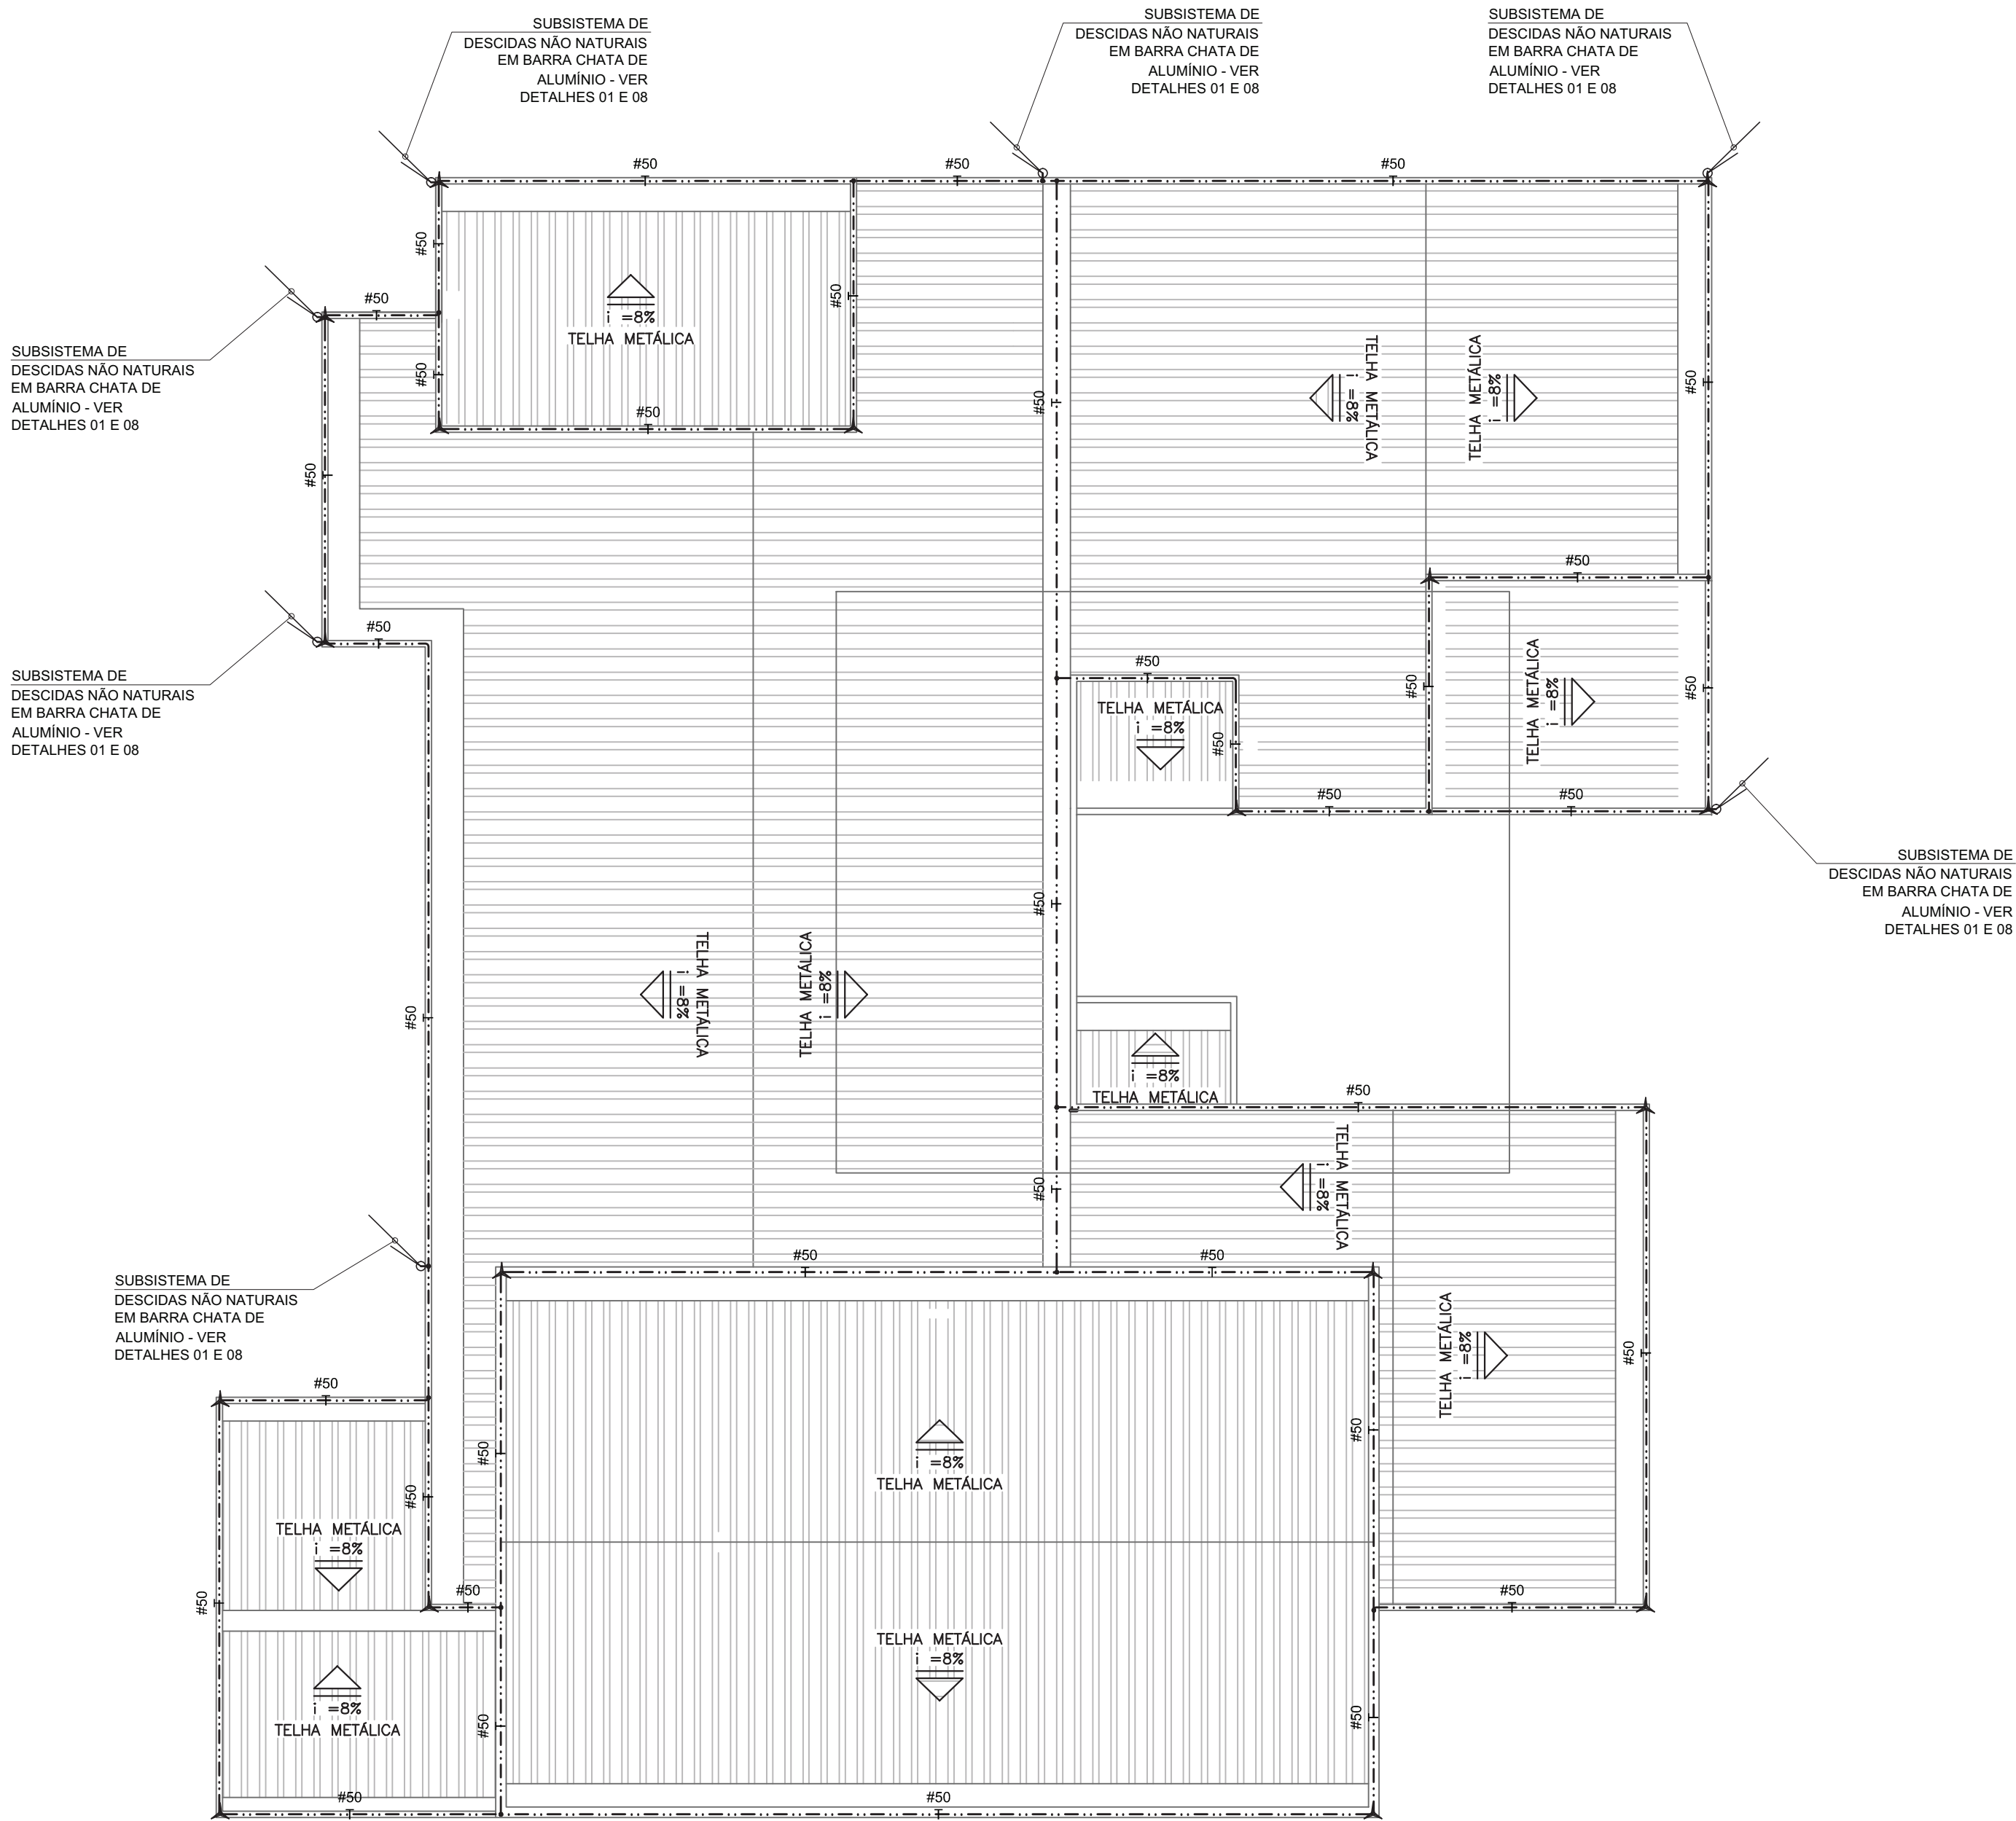 SUBSISTEMA DE
DESCIDAS NÃO NATURAIS
EM BARRA CHATA DE
ALUMÍNIO - VER
DETALHES 01 E 08
SUBSISTEMA DE
DESCIDAS NÃO NATURAIS
EM BARRA CHATA DE
ALUMÍNIO - VER
DETALHES 01 E 08
SUBSISTEMA DE
DESCIDAS NÃO NATURAIS
EM BARRA CHATA DE
ALUMÍNIO - VER
DETALHES 01 E 08
#50
#50
#50
#50
#50
#50
i =8%
TELHA METÁLICA
SUBSISTEMA DE
DESCIDAS NÃO NATURAIS
EM BARRA CHATA DE
ALUMÍNIO - VER
DETALHES 01 E 08
#50
#50
#50
#50
TELHA METÁLICA
i =8%
TELHA METÁLICA
i =8%
#50
#50
#50
#50
SUBSISTEMA DE
DESCIDAS NÃO NATURAIS
EM BARRA CHATA DE
ALUMÍNIO - VER
DETALHES 01 E 08
#50
TELHA METÁLICA
i =8%
#50
#50
TELHA METÁLICA
i =8%
#50
#50
#50
#50
SUBSISTEMA DE
DESCIDAS NÃO NATURAIS
EM BARRA CHATA DE
ALUMÍNIO - VER
DETALHES 01 E 08
#50
TELHA METÁLICA
i =8%
TELHA METÁLICA
i =8%
#50
i =8%
TELHA METÁLICA
#50
TELHA METÁLICA
i =8%
#50
#50
#50
SUBSISTEMA DE
DESCIDAS NÃO NATURAIS
EM BARRA CHATA DE
ALUMÍNIO - VER
DETALHES 01 E 08
TELHA METÁLICA
i =8%
#50
#50
#50
#50
#50
i =8%
TELHA METÁLICA
TELHA METÁLICA
i =8%
#50
#50
#50
TELHA METÁLICA
i =8%
i =8%
TELHA METÁLICA
#50
#50
#50
#50